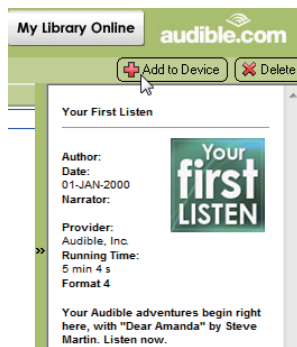 My Library Online
audible.com
Add to Device
Delete
Your First Listen
Author:
Date:
01-JAN-2000
Narrator:
Your
first
LISTEN
Provider:
Audible, Inc.
Running Time:
5 min 4 s
Format 4
»
Your Audible adventures begin right
here, with "Dear Amanda" by Steve
Martin. Listen now.